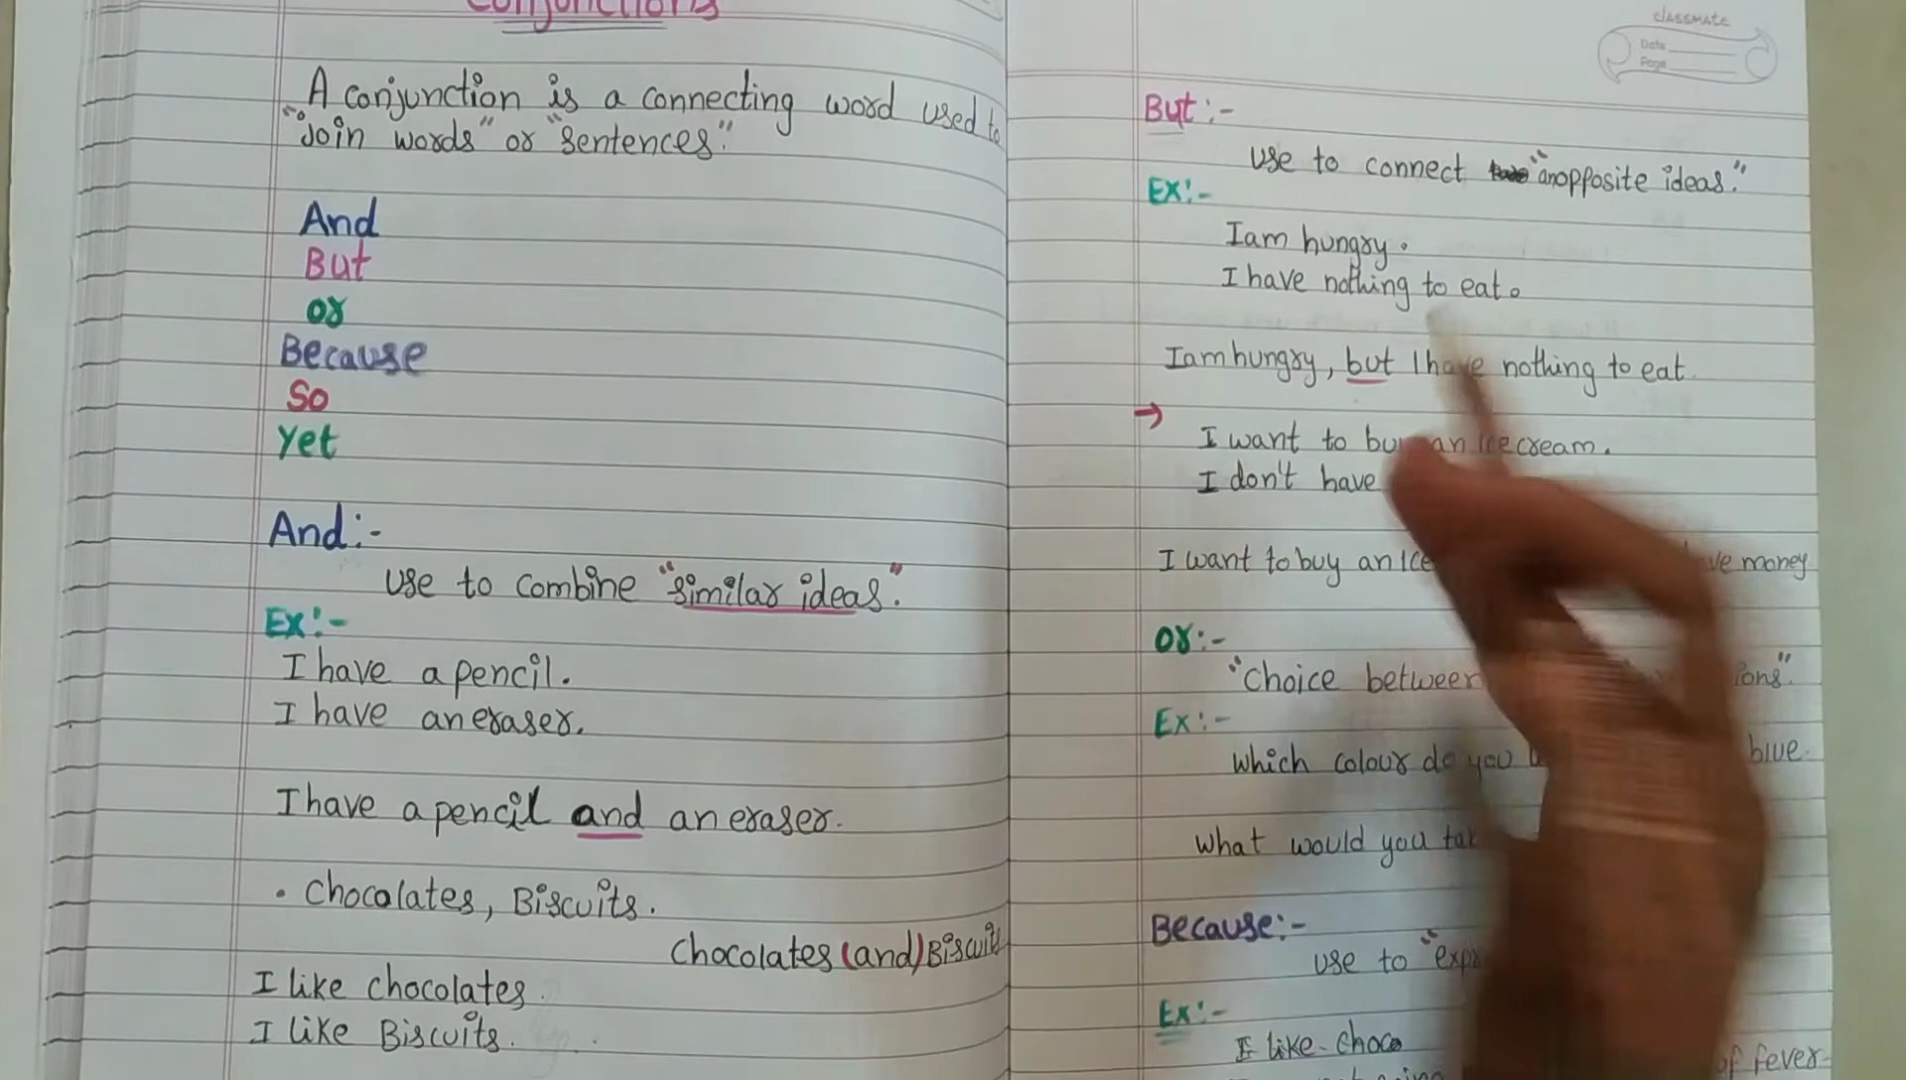 Conjunctions
A conjunction is a connecting word used to
"Join words" or "sentences."
And
But
or
Because
So
Yet
And:-
use to combine "similar ideas".
Ex:-
I have a pencil.
I have an eraser.
I have a pencil and an eraser.
• Chocolates, Biscuits.
Chocolates (and) Biscuits
I like chocolates.
I like Biscuits.
classmate
Date
Page
But:-
use to connect "an opposite ideas."
EX:-
I am hungry.
I have nothing to eat.
I am hungry, but I have nothing to eat.
→ I want to buy an Icecream.
I don't have
I want to buy an Ice money
or:-
"Choice between
Ex:-
Which colour do you blue.
What would you
Because:-
use to
Ex:-
I like of fever